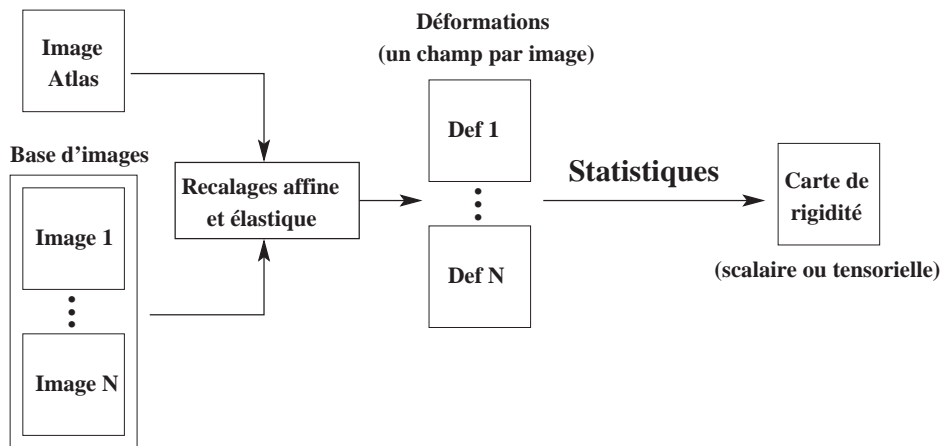 Image
Atlas
Base d'images
Image 1
Image N
Recalages affine
et élastique
Déformations
(un champ par image)
Def 1
Def N
Statistiques
Carte de
rigidité
(scalaire ou tensorielle)